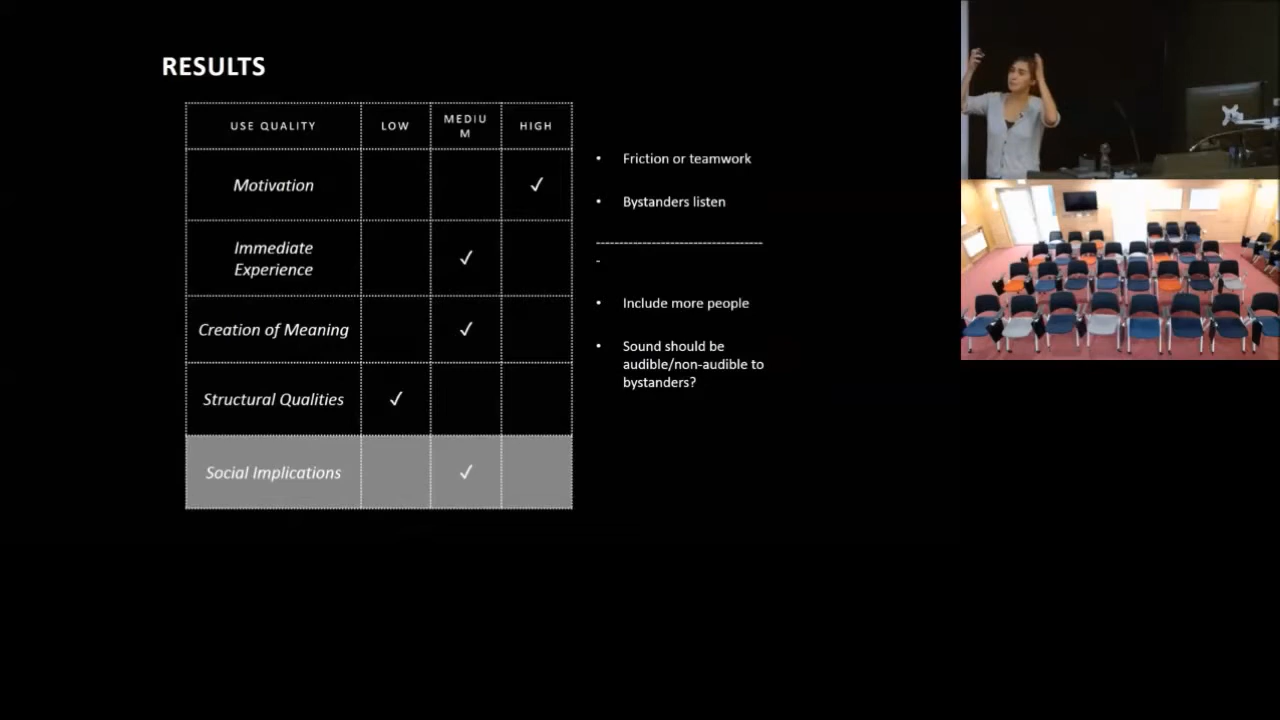 RESULTS
USE QUALITY
LOW
MEDIU
M
HIGH
Motivation
✓
Immediate
Experience
✓
Creation of Meaning
✓
Structural Qualities
✓
Social Implications
✓
• Friction or teamwork
• Bystanders listen
---------------------------------
-
• Include more people
• Sound should be
audible/non-audible to
bystanders?